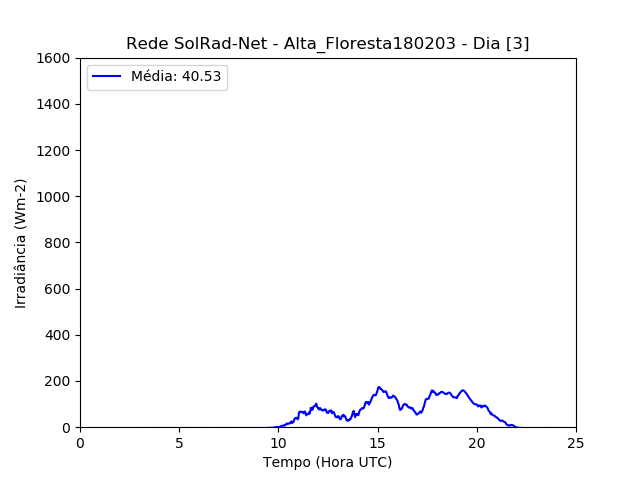 Rede SolRad-Net - Alta_Floresta180203 - Dia [3]
Média: 40.53
1600
1400
1200
1000
800
600
400
200
0
Irradiância (Wm-2)
0 5 10 15 20 25
Tempo (Hora UTC)